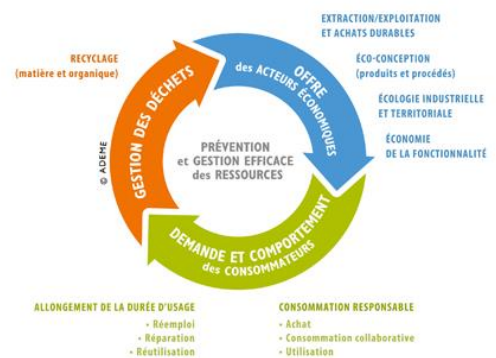 EXTRACTION/EXPLOITATION
ET ACHATS DURABLES
RECYCLAGE
(matière et organique)
ÉCO-CONCEPTION
(produits et procédés)
ÉCOLOGIE INDUSTRIELLE
ET TERRITORIALE
ÉCONOMIE
DE LA FONCTIONNALITÉ
OFFRE
des ACTEURS ÉCONOMIQUES
GESTION DES DÉCHETS
© ADEME
PRÉVENTION
et GESTION EFFICACE
des RESSOURCES
DEMANDE ET COMPORTEMENT
des CONSOMMATEURS
ALLONGEMENT DE LA DURÉE D'USAGE
• Réemploi
• Réparation
• Réutilisation
CONSOMMATION RESPONSABLE
• Achat
• Consommation collaborative
• Utilisation